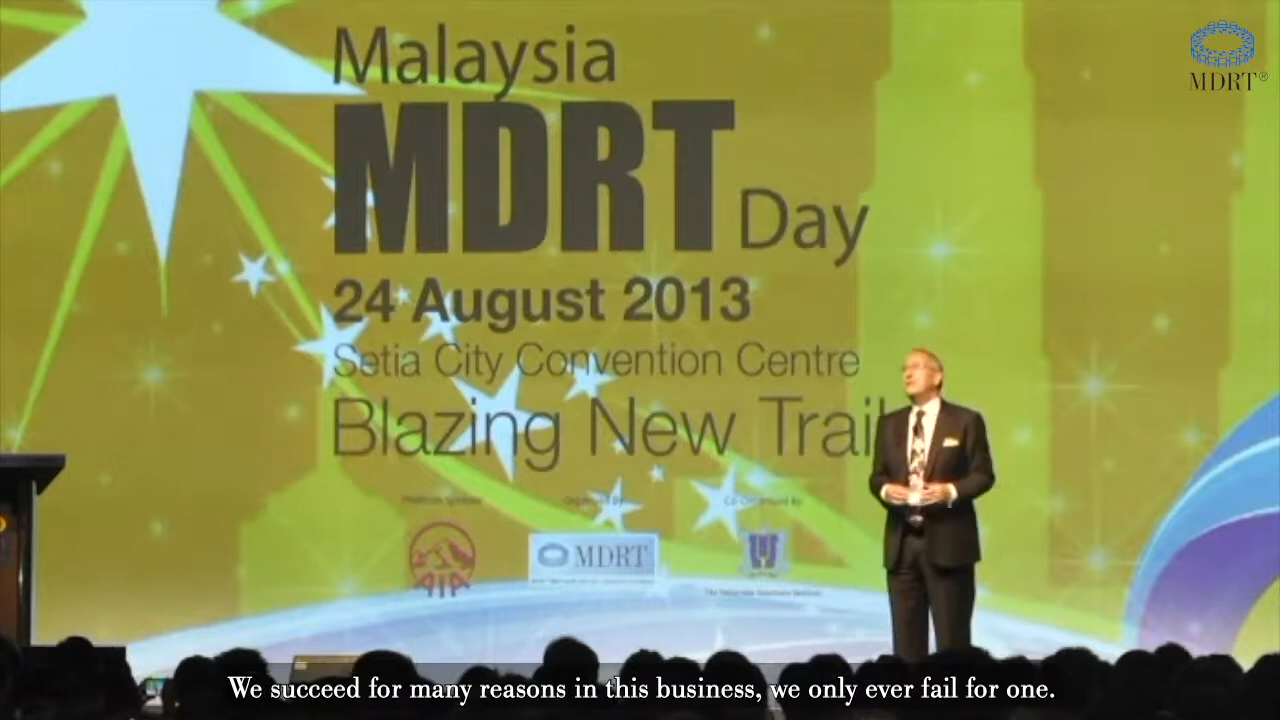 Malaysia
MDRT Day
24 August 2013
Setia City Convention Centre
Blazing New Trail
AIA
MDRT
MDRT®
We succeed for many reasons in this business, we only ever fail for one.